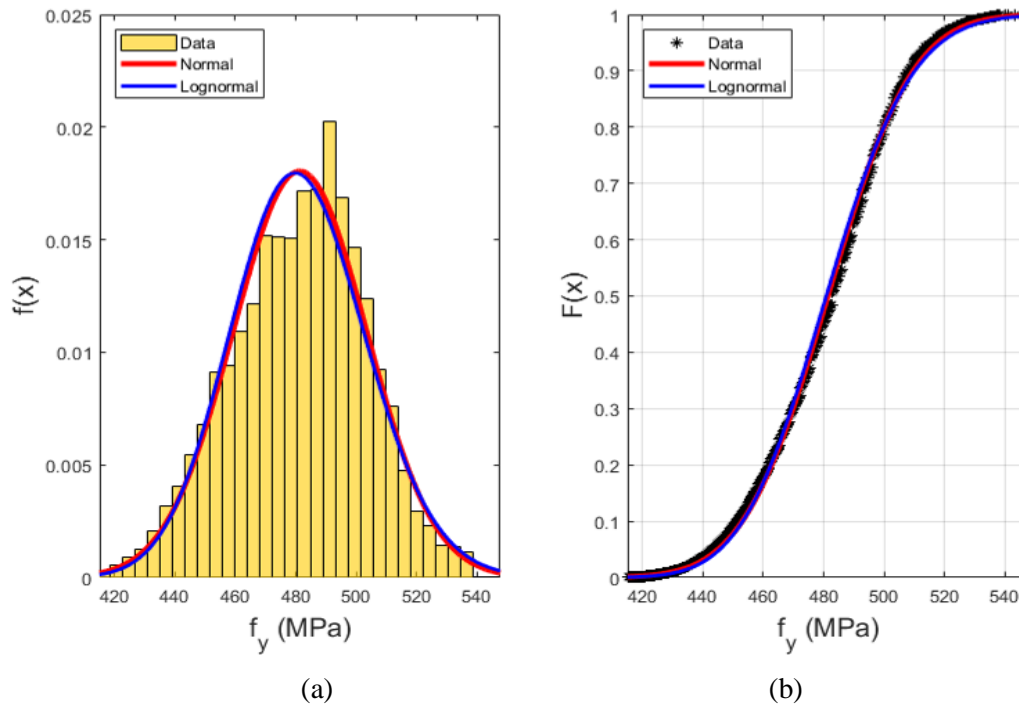 0.025
0.02
0.015
0.01
0.005
0
420 440 460 480 500 520 540
f(x)
f_y (MPa)
Data
Normal
Lognormal
(a)
1
0.9
0.8
0.7
0.6
0.5
0.4
0.3
0.2
0.1
0
420 440 460 480 500 520 540
F(x)
f_y (MPa)
Data
Normal
Lognormal
(b)